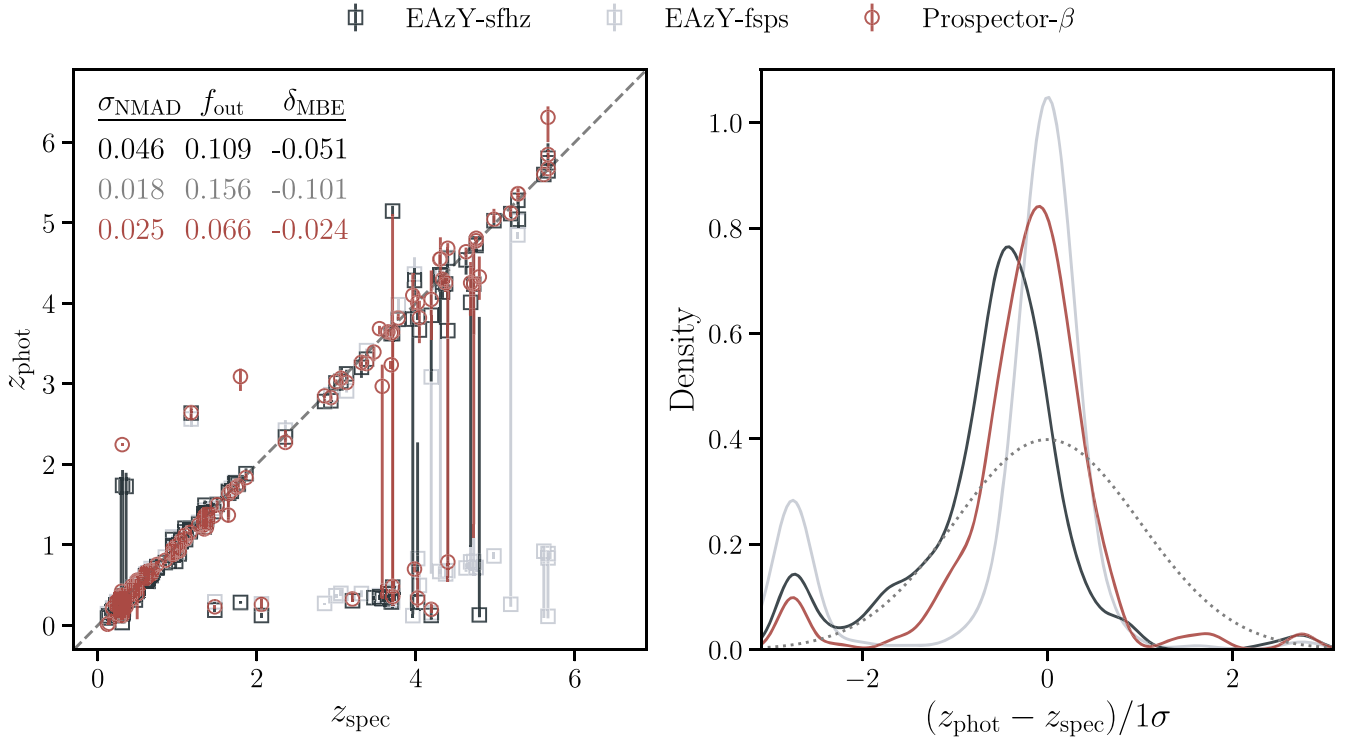 EAzY-sfhz EAzY-fsps Prospector-β
σNMAD fout δMBE
0.046 0.109 -0.051
0.018 0.156 -0.101
0.025 0.066 -0.024
6
5
4
3
2
1
0
zphot
0 2 4 6
zspec
1.0
0.8
0.6
0.4
0.2
0.0
Density
−2 0 2
(zphot − zspec)/1σ